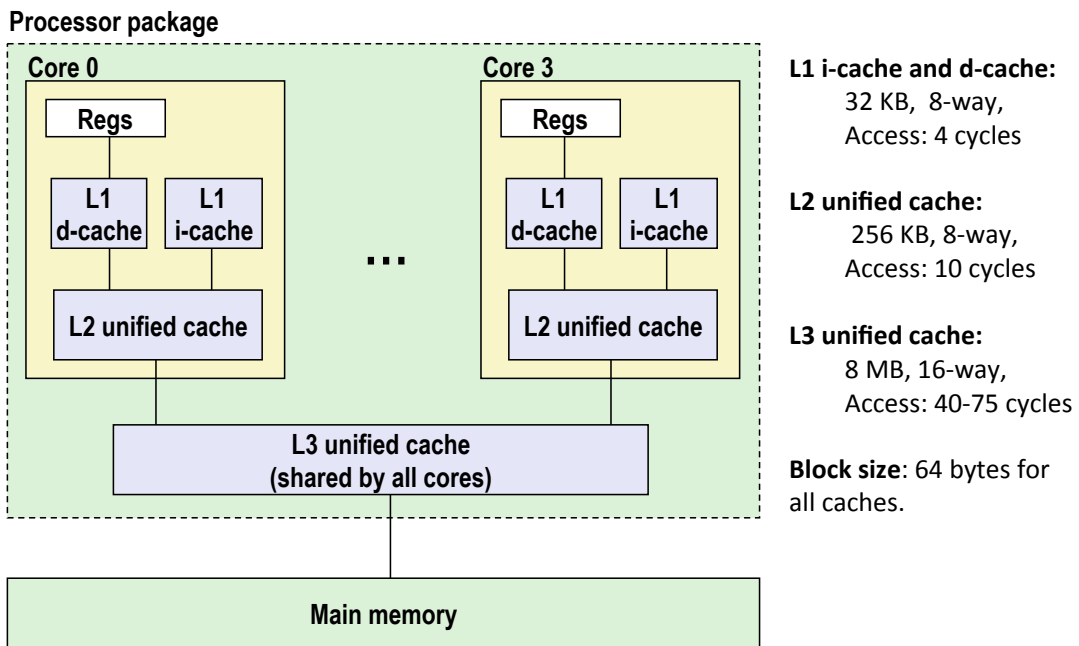 Processor package
Core 0
Regs
L1
d-cache
L1
i-cache
L2 unified cache
...
Core 3
Regs
L1
d-cache
L1
i-cache
L2 unified cache
L3 unified cache
(shared by all cores)
Main memory
L1 i-cache and d-cache:
32 KB, 8-way,
Access: 4 cycles
L2 unified cache:
256 KB, 8-way,
Access: 10 cycles
L3 unified cache:
8 MB, 16-way,
Access: 40-75 cycles
Block size: 64 bytes for
all caches.